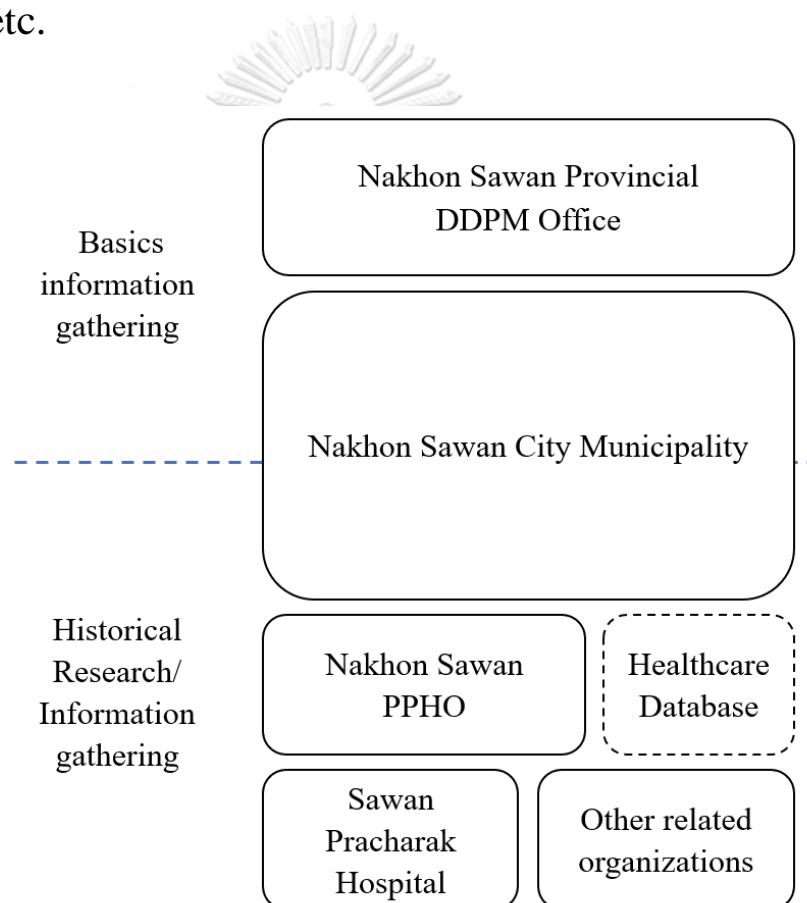 etc.
Nakhon Sawan Provincial
DDPM Office
Basics
information
gathering
Nakhon Sawan City Municipality
Historical
Research/
Information
gathering
Nakhon Sawan
PPHO
Healthcare
Database
Sawan
Pracharak
Hospital
Other related
organizations